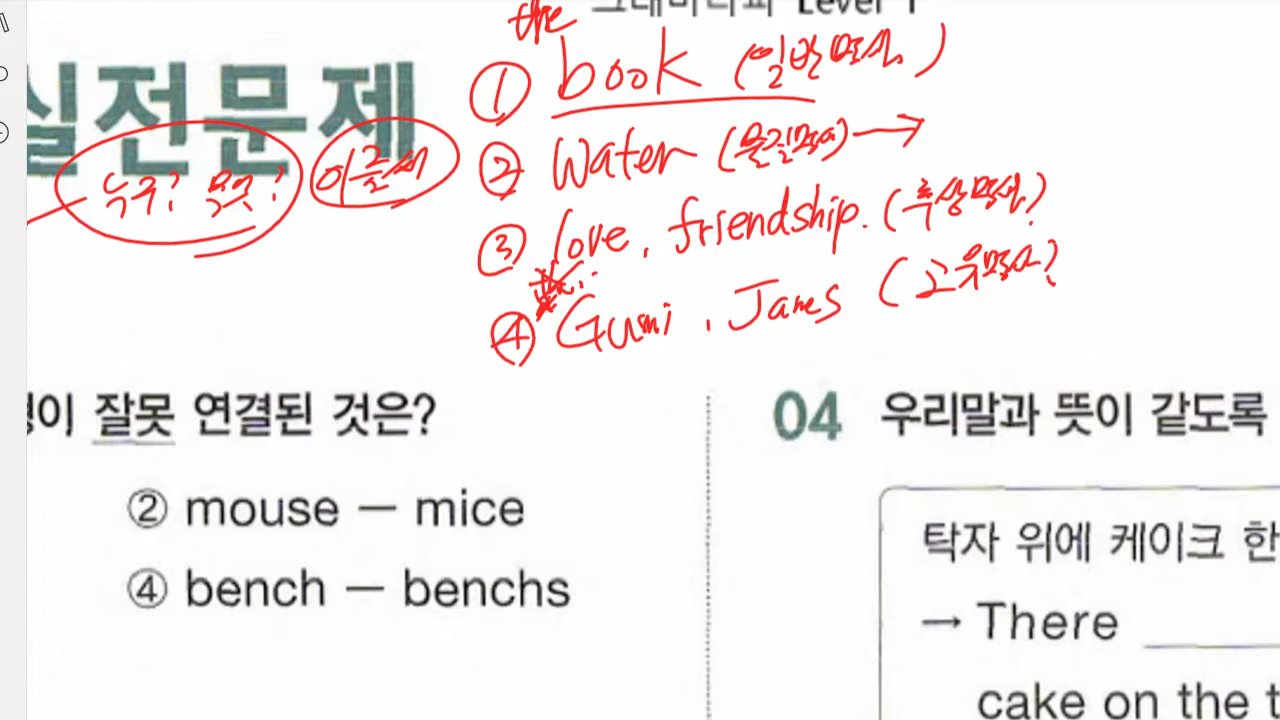 Level 1
실전문제
누구? 무엇?
이름씨
the
① book (일반명사)
② Water (물질명사) →
③ love, friendship. (추상명사)
④ Gumi, James (고유명사)
잘못 연결된 것은?
② mouse — mice
④ bench — benchs
04 우리말과 뜻이 같도록
탁자 위에 케이크 한
→ There ______
cake on the t